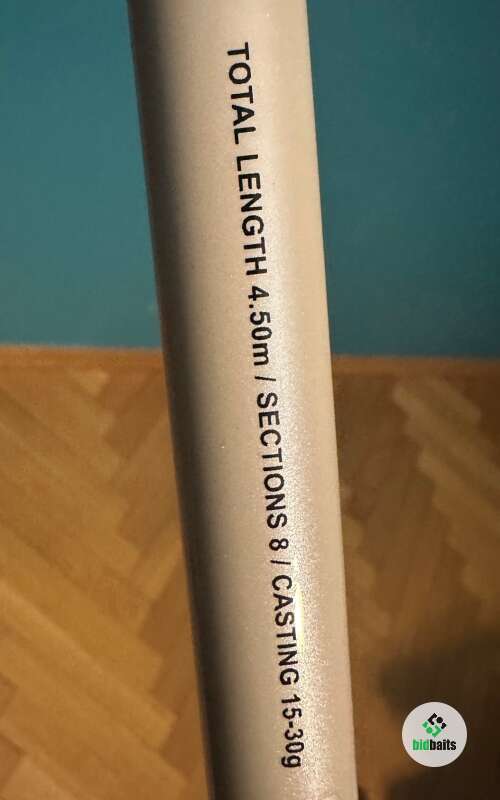 TOTAL LENGTH 4.50m / SECTIONS 8 / CASTING 15-30g
bidbaits